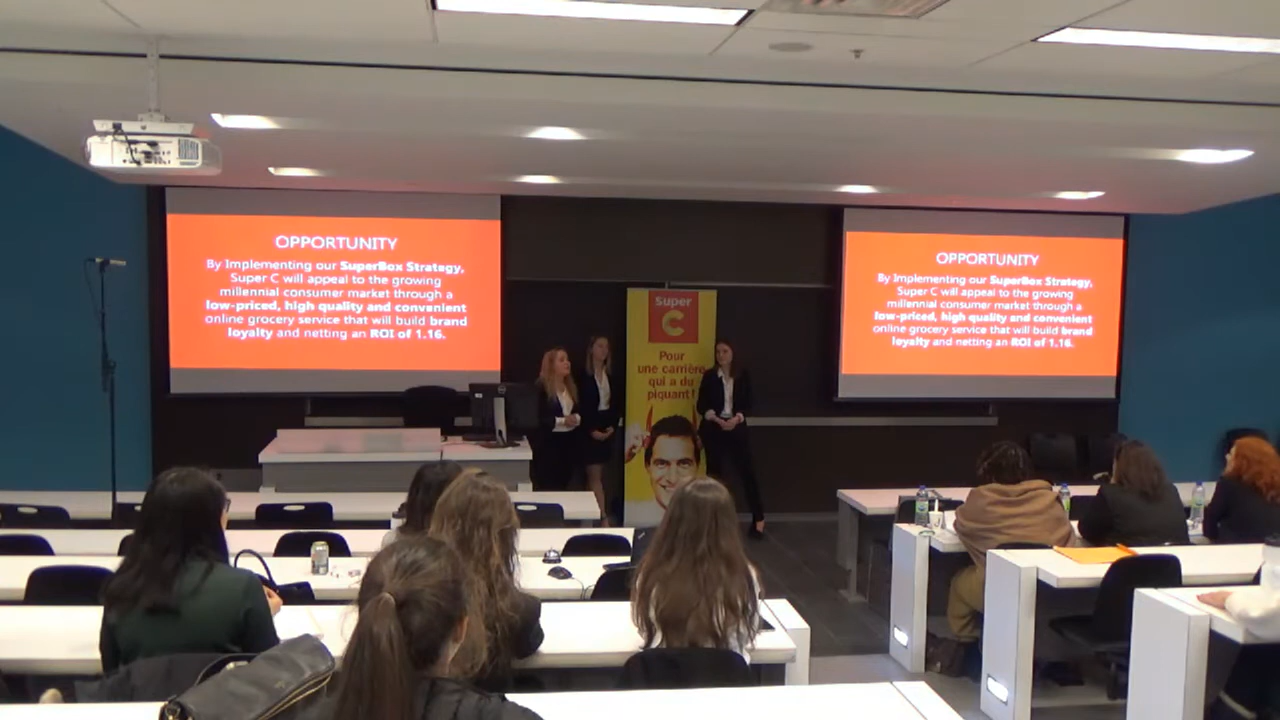 OPPORTUNITY
By Implementing our SuperBox Strategy,
Super C will appeal to the growing
millennial consumer market through a
low-priced, high quality and convenient
online grocery service that will build brand
loyalty and netting an ROI of 1.16.
super
C
Pour
une carrière
qui a du
piquant!
OPPORTUNITY
By Implementing our SuperBox Strategy,
Super C will appeal to the growing
millennial consumer market through a
low-priced, high quality and convenient
online grocery service that will build brand
loyalty and netting an ROI of 1.16.